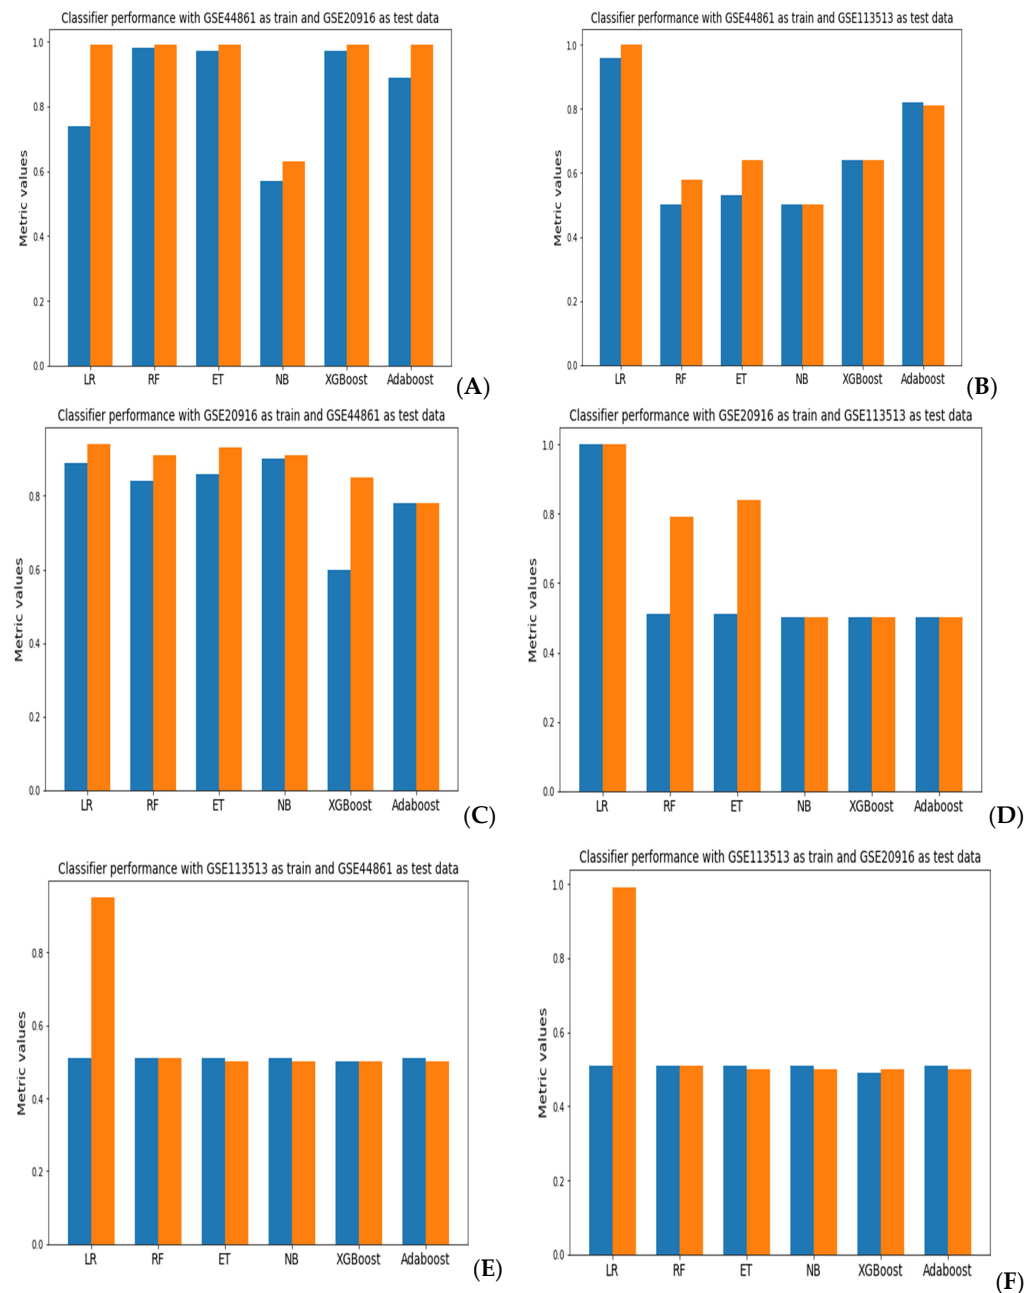 Classifier performance with GSE44861 as train and GSE20916 as test data
Metric values
1.0
0.8
0.6
0.4
0.2
0.0
LR RF ET NB XGBoost Adaboost
(A)
Classifier performance with GSE44861 as train and GSE113513 as test data
Metric values
1.0
0.8
0.6
0.4
0.2
0.0
LR RF ET NB XGBoost Adaboost
(B)
Classifier performance with GSE20916 as train and GSE44861 as test data
Metric values
0.8
0.6
0.4
0.2
0.0
LR RF ET NB XGBoost Adaboost
(C)
Classifier performance with GSE20916 as train and GSE113513 as test data
Metric values
1.0
0.8
0.6
0.4
0.2
0.0
LR RF ET NB XGBoost Adaboost
(D)
Classifier performance with GSE113513 as train and GSE44861 as test data
Metric values
0.8
0.6
0.4
0.2
0.0
LR RF ET NB XGBoost Adaboost
(E)
Classifier performance with GSE113513 as train and GSE20916 as test data
Metric values
1.0
0.8
0.6
0.4
0.2
0.0
LR RF ET NB XGBoost Adaboost
(F)